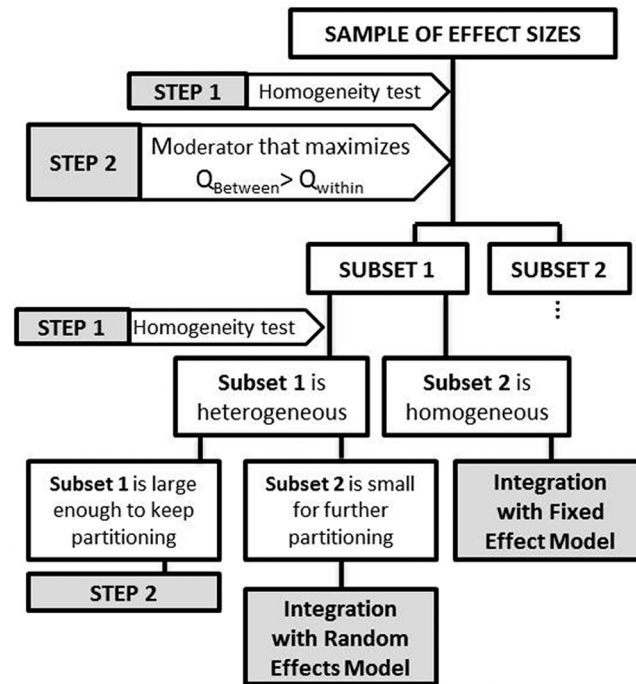 SAMPLE OF EFFECT SIZES
STEP 1
Homogeneity test
STEP 2
Moderator that maximizes
QBetween> Qwithin
SUBSET 1
SUBSET 2
⋮
STEP 1
Homogeneity test
Subset 1 is
heterogeneous
Subset 2 is
homogeneous
Subset 1 is large
enough to keep
partitioning
Subset 2 is small
for further
partitioning
Integration
with Fixed
Effect Model
STEP 2
Integration
with Random
Effects Model